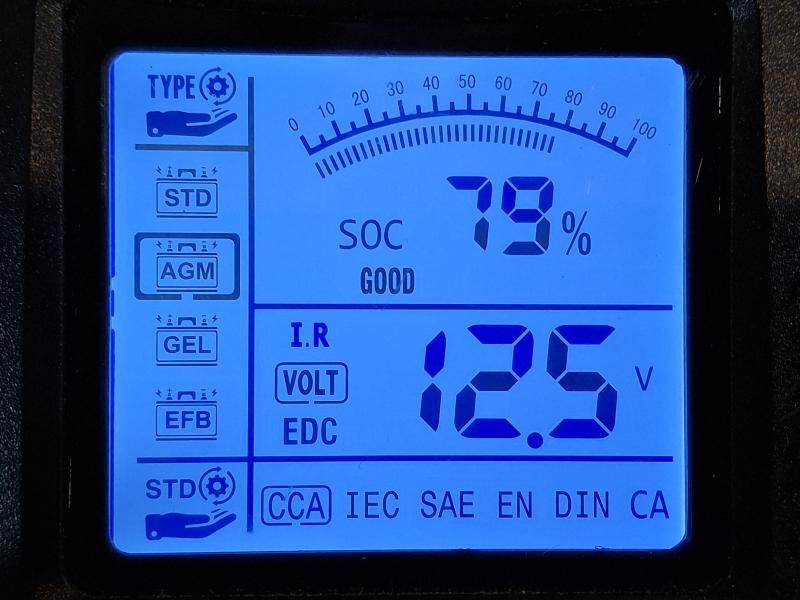 TYPE
0 10 20 30 40 50 60 70 80 90 100
STD
AGM
GEL
EFB
SOC 79%
GOOD
I.R
VOLT
EDC
12.5 V
STD
CCA IEC SAE EN DIN CA